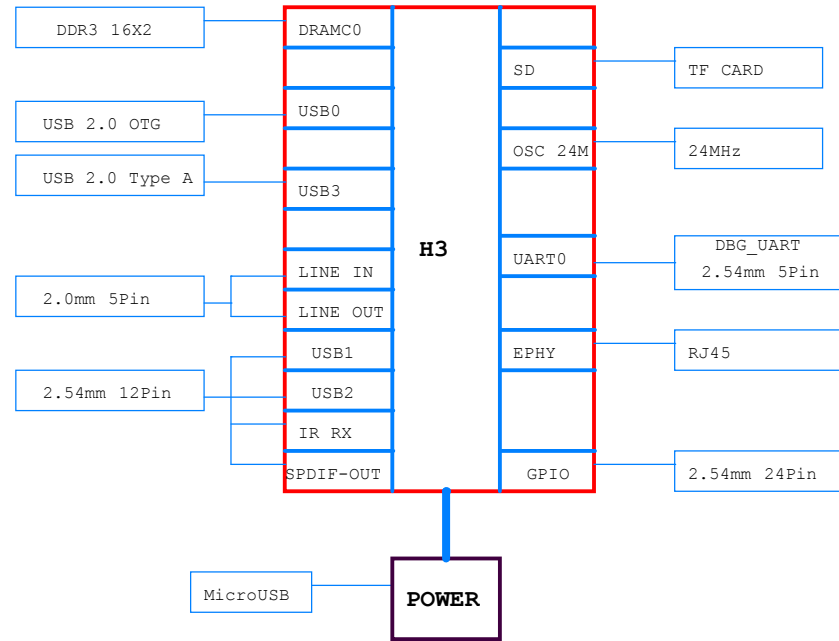 DDR3 16X2
DRAMC0
SD
TF CARD
USB 2.0 OTG
USB0
OSC 24M
24MHz
USB 2.0 Type A
USB3
H3
UART0
DBG_UART
2.54mm 5Pin
2.0mm 5Pin
LINE IN
LINE OUT
USB1
EPHY
RJ45
2.54mm 12Pin
USB2
IR RX
SPDIF-OUT
GPIO
2.54mm 24Pin
MicroUSB
POWER